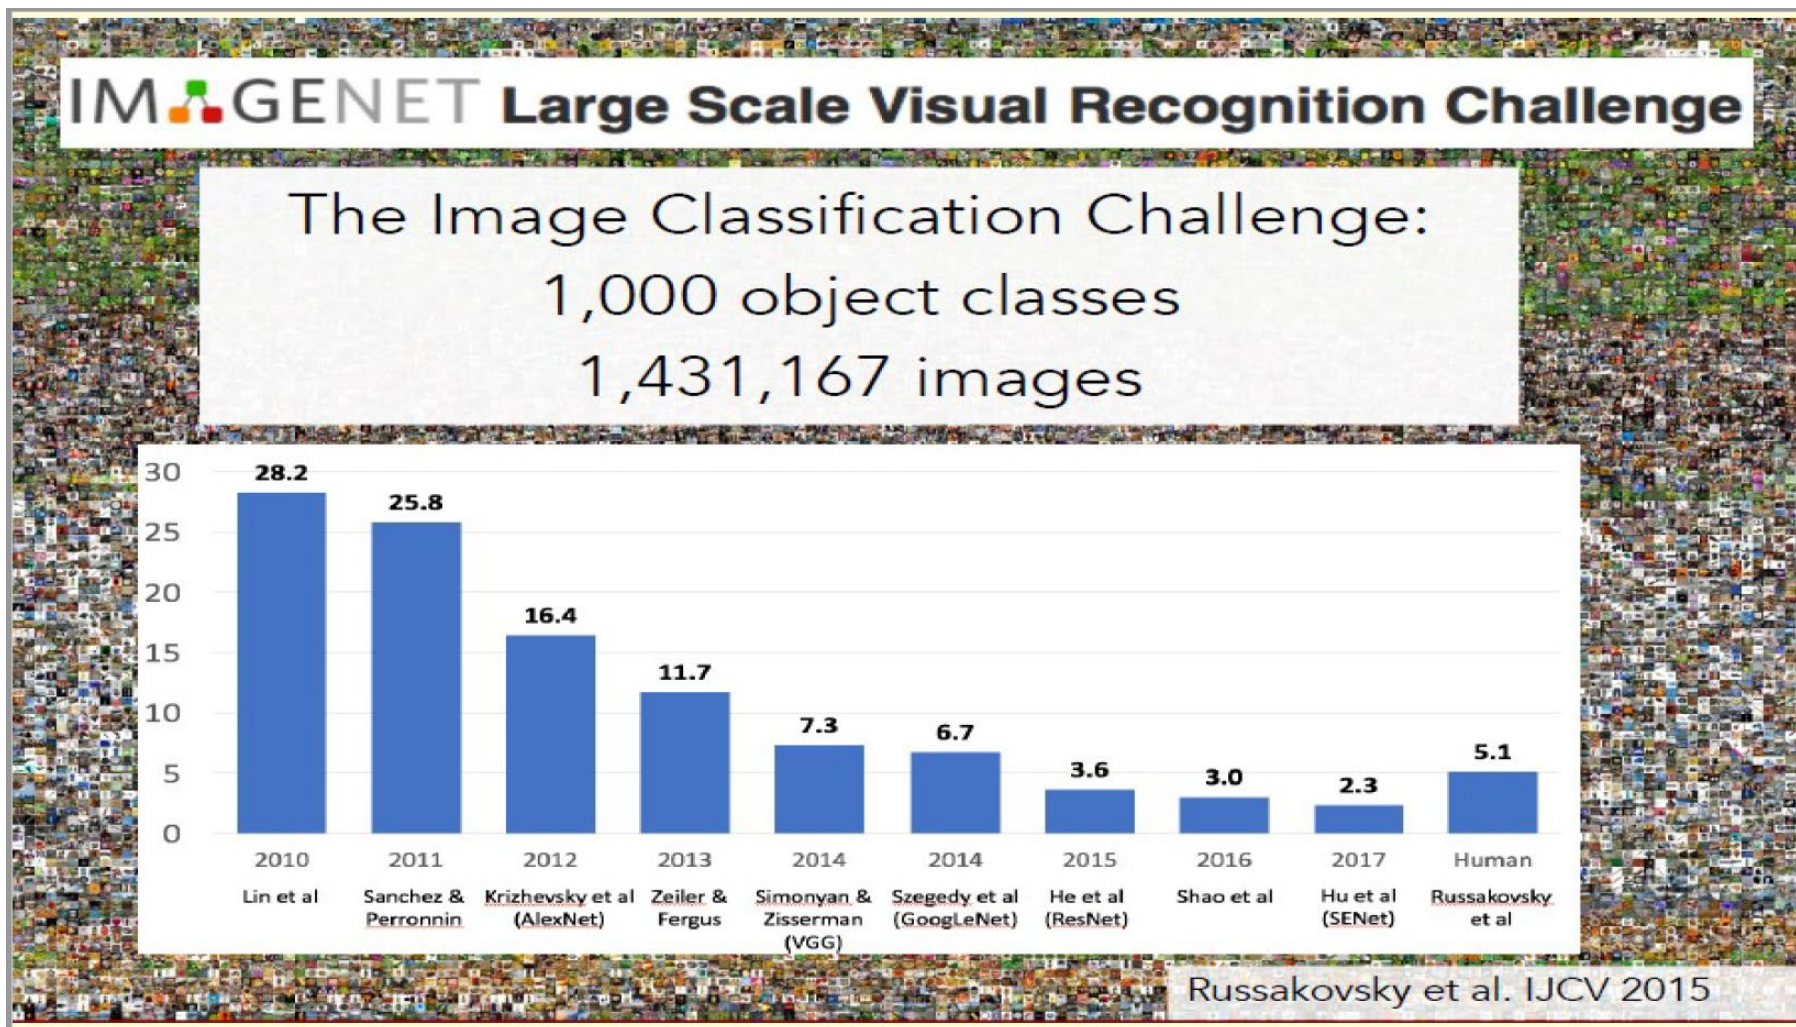 IMAGENET Large Scale Visual Recognition Challenge
The Image Classification Challenge:
1,000 object classes
1,431,167 images
30
25
20
15
10
5
0
28.2
25.8
16.4
11.7
7.3
6.7
3.6
3.0
2.3
5.1
2010
2011
2012
2013
2014
2014
2015
2016
2017
Human
Lin et al
Sanchez &
Perronnin
Krizhevsky et al
(AlexNet)
Zeiler &
Fergus
Simonyan &
Zisserman
(VGG)
Szegedy et al
(GoogLeNet)
He et al
(ResNet)
Shao et al
Hu et al
(SENet)
Russakovsky
et al
Russakovsky et al. IJCV 2015